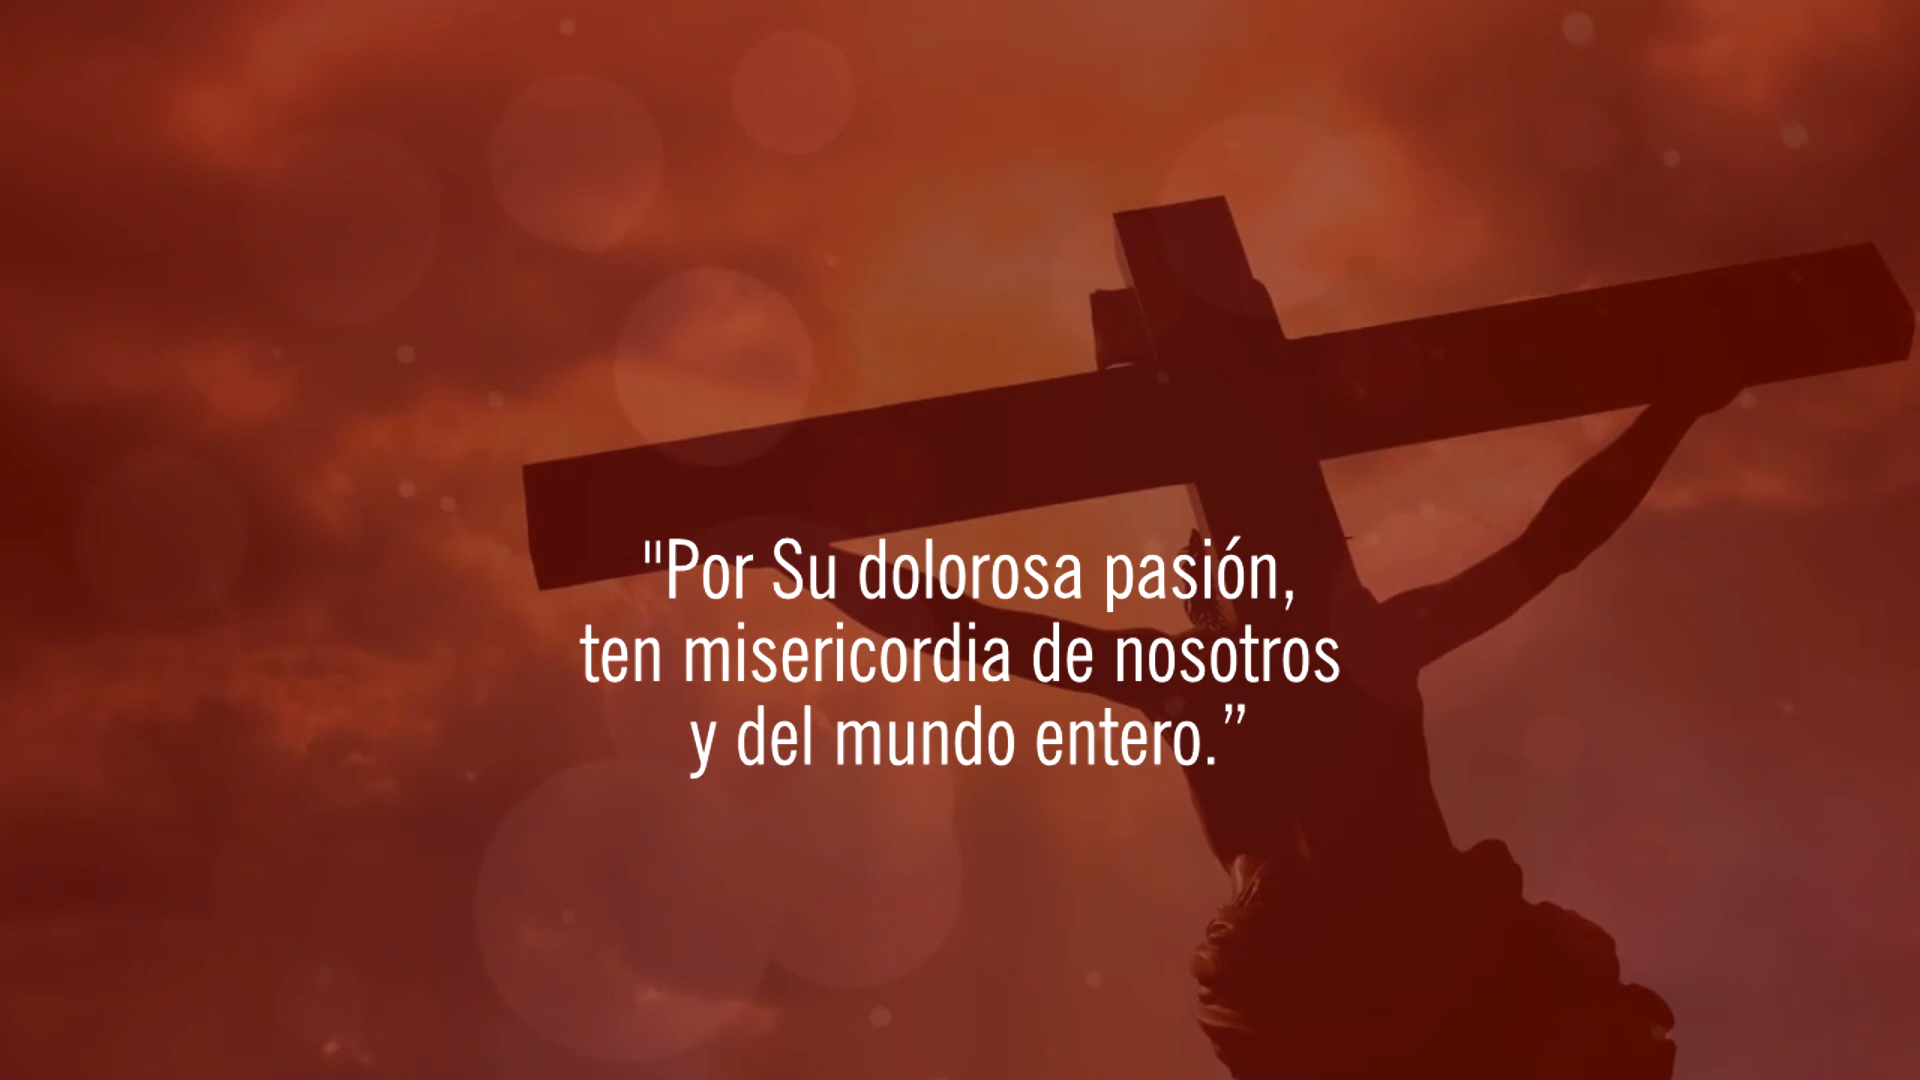 "Por Su dolorosa pasión,
ten misericordia de nosotros
y del mundo entero.”